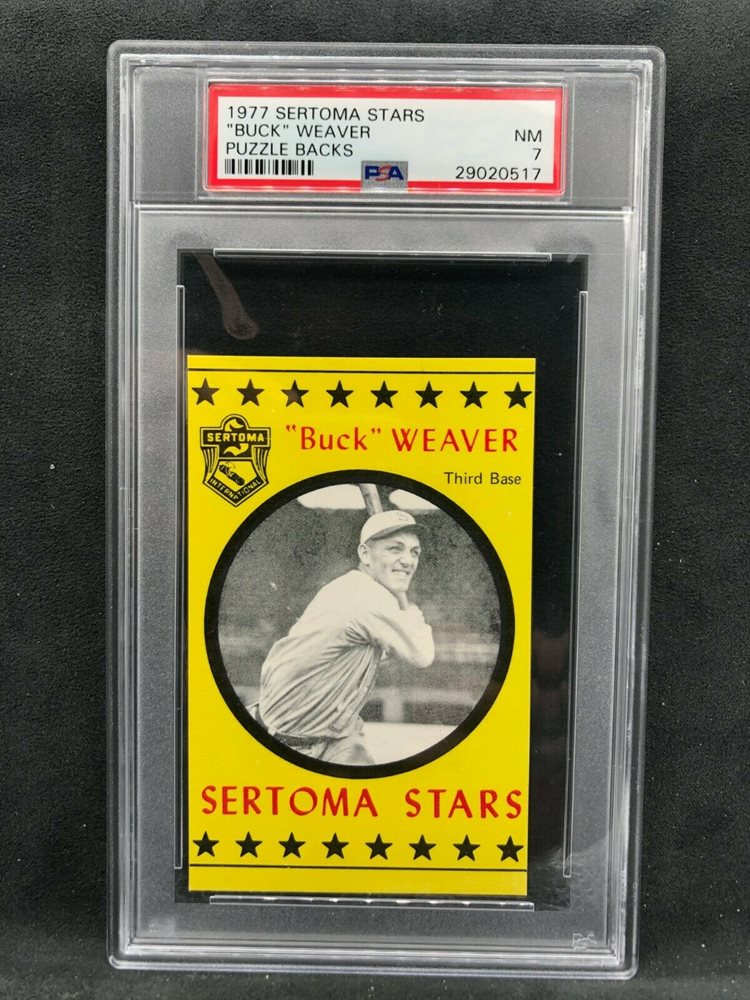 1977 SERTOMA STARS
"BUCK" WEAVER NM
PUZZLE BACKS 7
PSA 29020517
SERTOMA
INTERNATIONAL
"Buck" WEAVER
Third Base
SERTOMA STARS